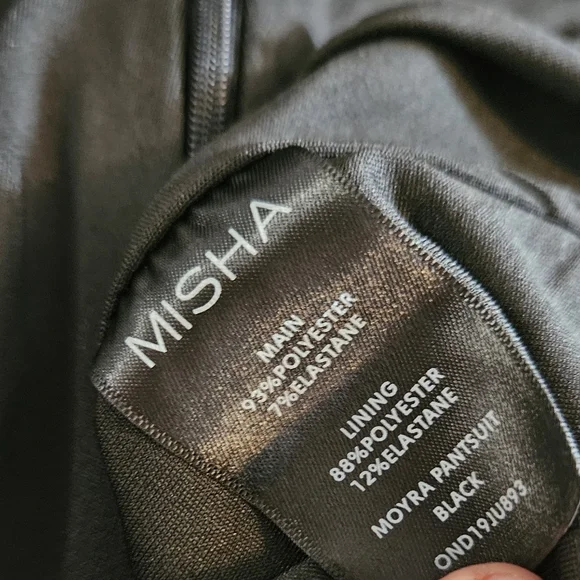 MISHA
MAIN
93%POLYESTER
7%ELASTANE
LINING
88%POLYESTER
12%ELASTANE
MOYRA PANTSUIT
BLACK
OND19JU893